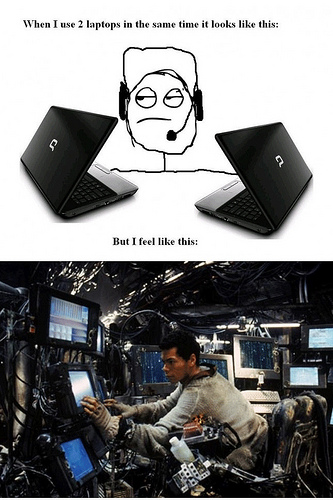 When I use 2 laptops in the same time it looks like this:
But I feel like this: